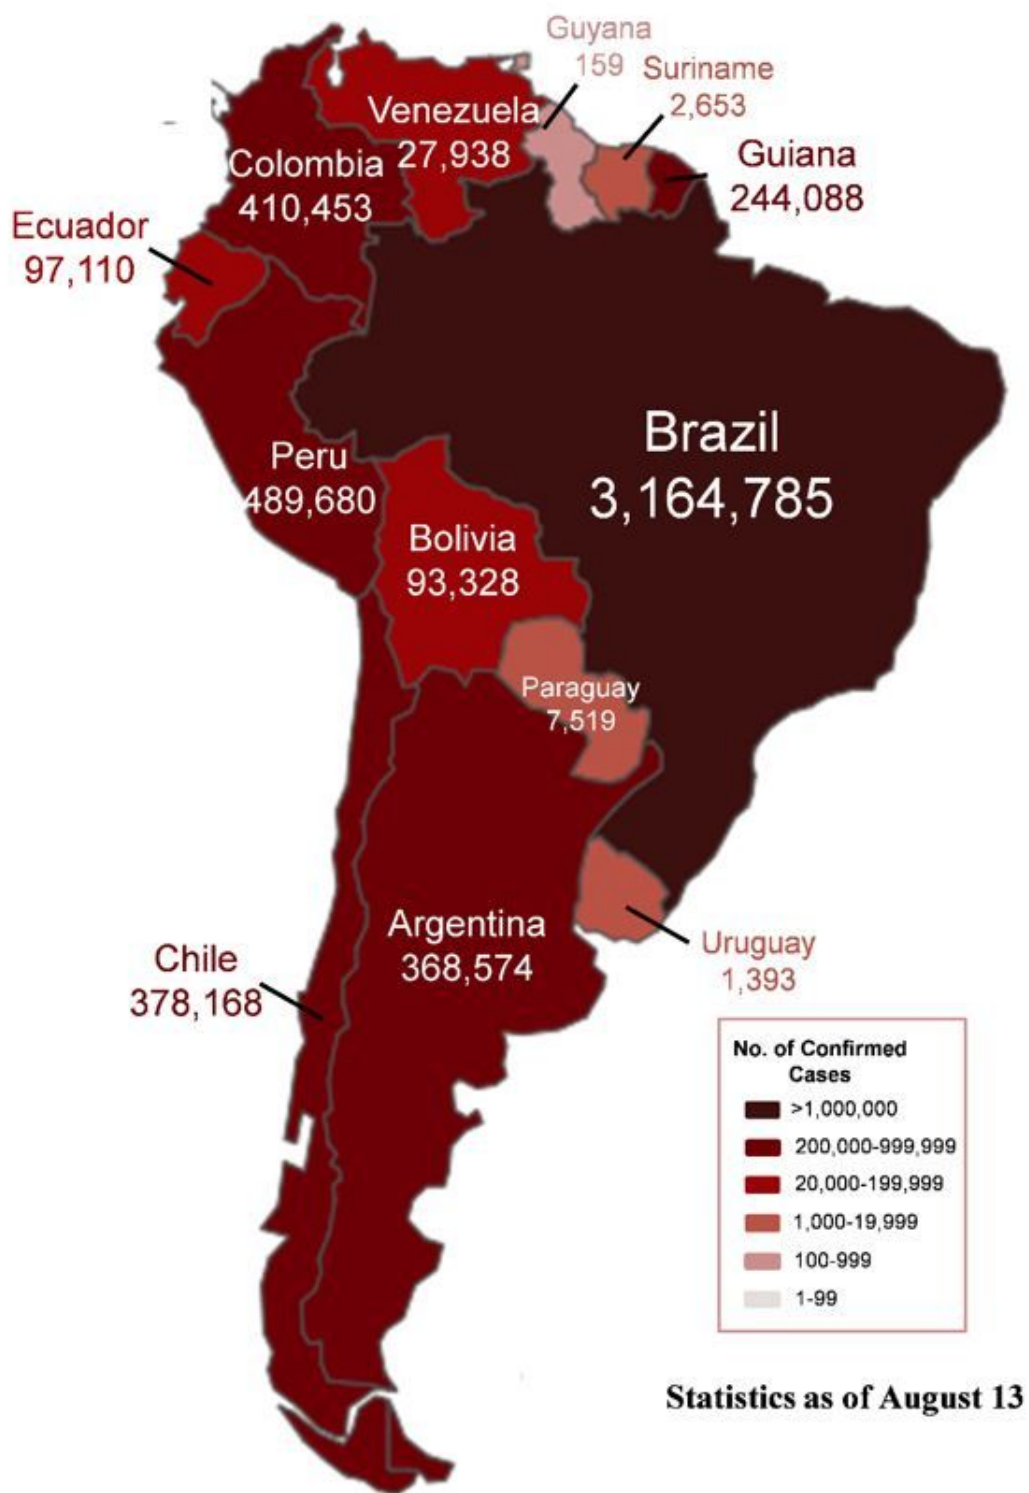 Guyana
159
Suriname
2,653
Venezuela
27,938
Guiana
244,088
Colombia
410,453
Ecuador
97,110
Brazil
3,164,785
Peru
489,680
Bolivia
93,328
Paraguay
7,519
Argentina
368,574
Uruguay
1,393
Chile
378,168
No. of Confirmed
Cases
>1,000,000
200,000-999,999
20,000-199,999
1,000-19,999
100-999
1-99
Statistics as of August 13